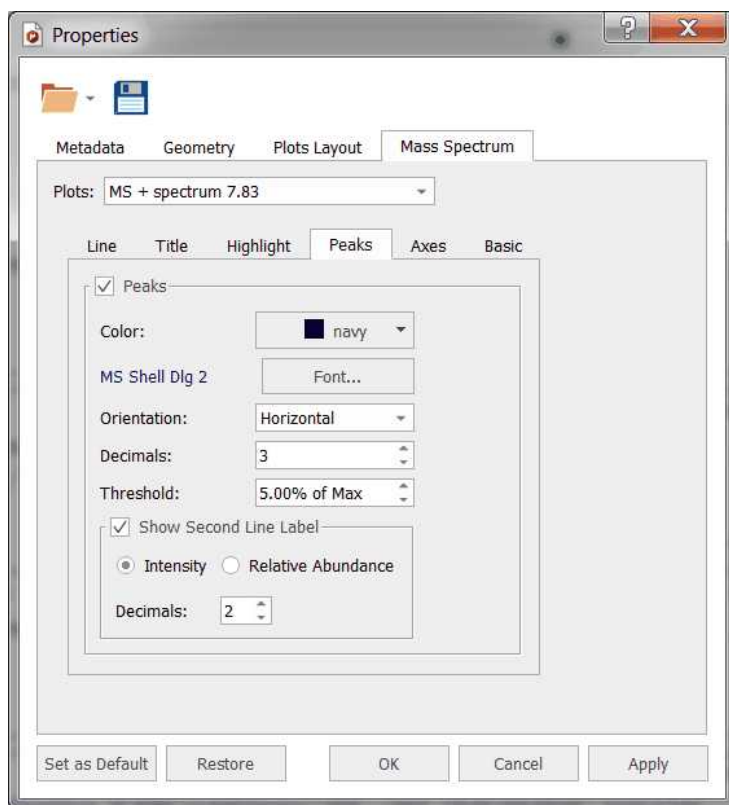 Properties
Metadata Geometry Plots Layout Mass Spectrum
Plots: MS + spectrum 7.83
Line Title Highlight Peaks Axes Basic
Peaks
Color: navy
MS Shell Dlg 2 Font...
Orientation: Horizontal
Decimals: 3
Threshold: 5.00% of Max
Show Second Line Label
Intensity Relative Abundance
Decimals: 2
Set as Default Restore OK Cancel Apply